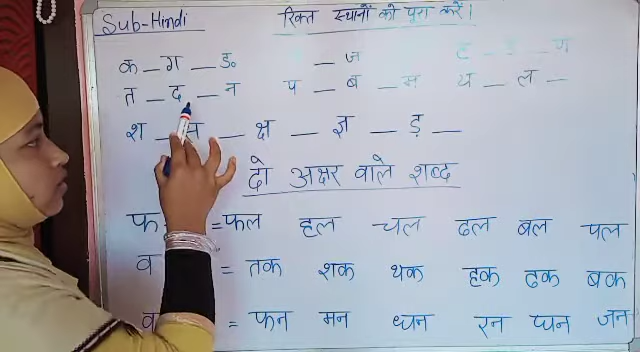 Sub-Hindi
रिक्त स्थानों को पूरा करें।
क _ ग _ ङ _ ज ट _ ड _ ण
त _ द _ न प _ ब _ म य _ ल _
श _ स _ क्ष _ ज्ञ _ ड़ _
दो अक्षर वाले शब्द
फ = फल हल चल ढल बल पल
व = तक शक थक हक ढक बक
व = फन मन धन रन घन जन